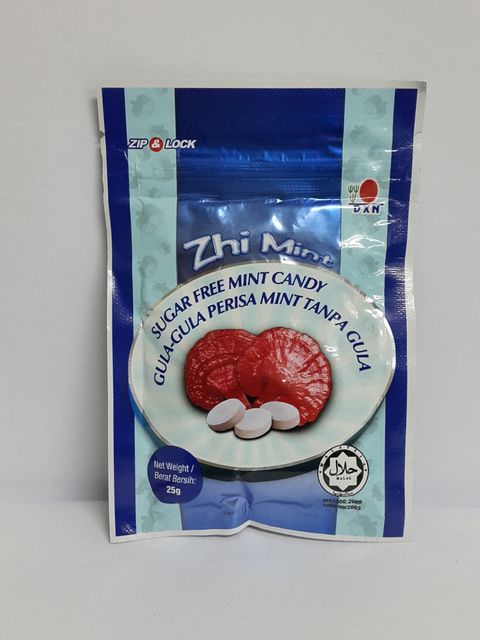 ZIP & LOCK
DXN
Zhi Mint
SUGAR FREE MINT CANDY
GULA-GULA PERISA MINT TANPA GULA
Net Weight /
Berat Bersih:
25g
حلال
HALAL